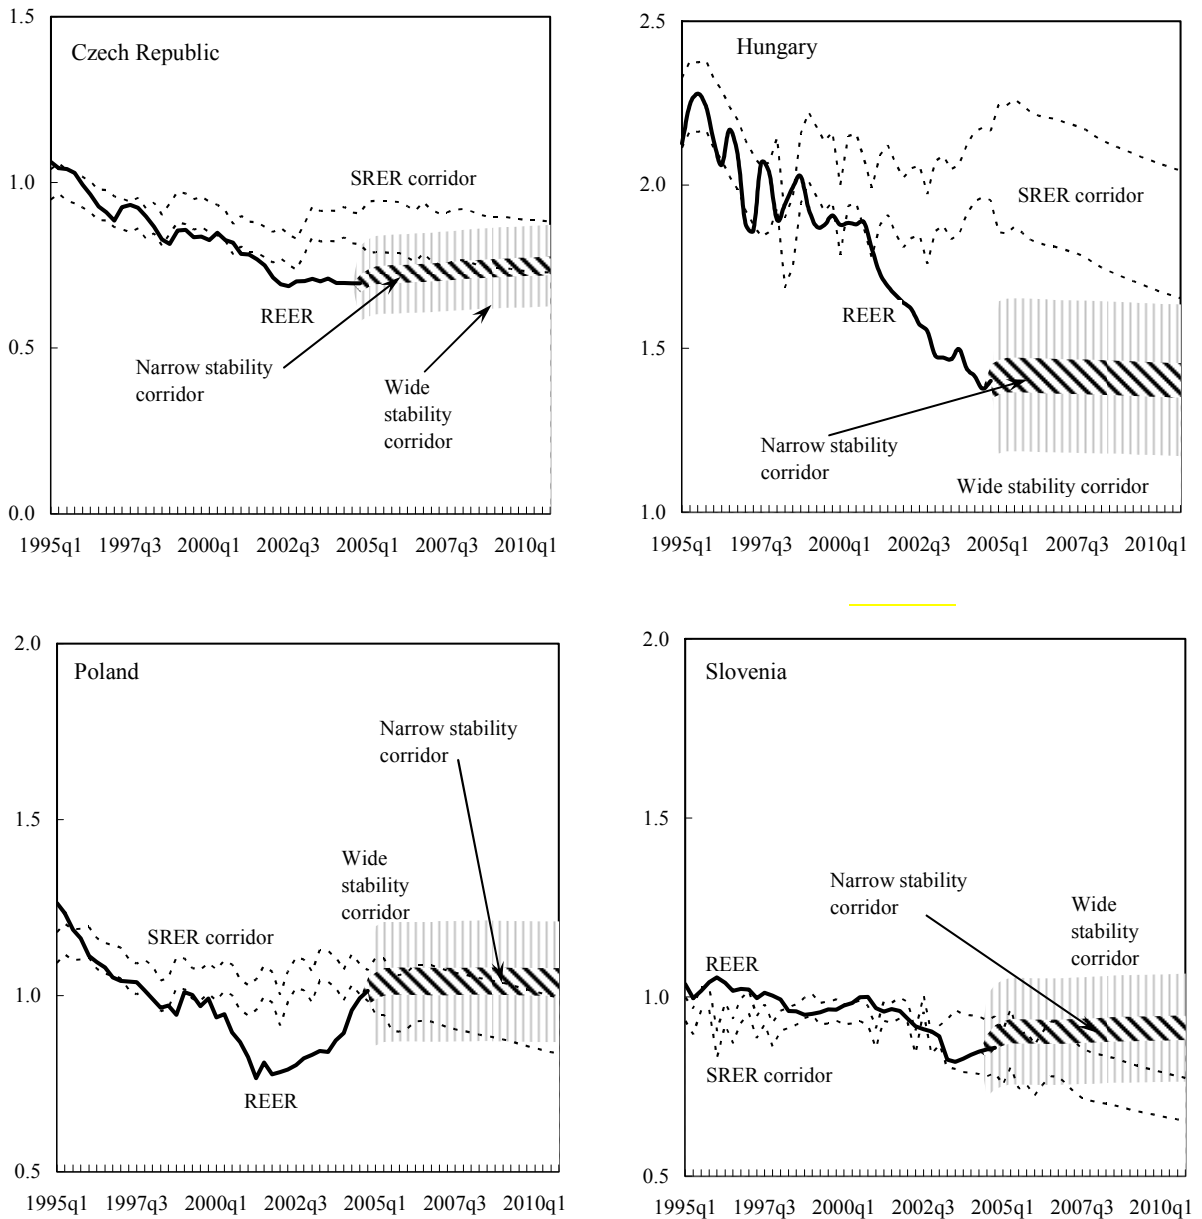 1.5
Czech Republic
1.0
SRER corridor
REER
0.5
Narrow stability
corridor
Wide
stability
corridor
0.0
1995q1 1997q3 2000q1 2002q3 2005q1 2007q3 2010q1
2.5
Hungary
2.0
SRER corridor
REER
1.5
Narrow stability
corridor
Wide stability corridor
1.0
1995q1 1997q3 2000q1 2002q3 2005q1 2007q3 2010q1
2.0
Poland
Narrow stability
corridor
1.5
Wide
stability
corridor
SRER corridor
1.0
REER
0.5
1995q1 1997q3 2000q1 2002q3 2005q1 2007q3 2010q1
2.0
Slovenia
1.5
Narrow stability
corridor
Wide
stability
corridor
REER
1.0
SRER corridor
0.5
1995q1 1997q3 2000q1 2002q3 2005q1 2007q3 2010q1